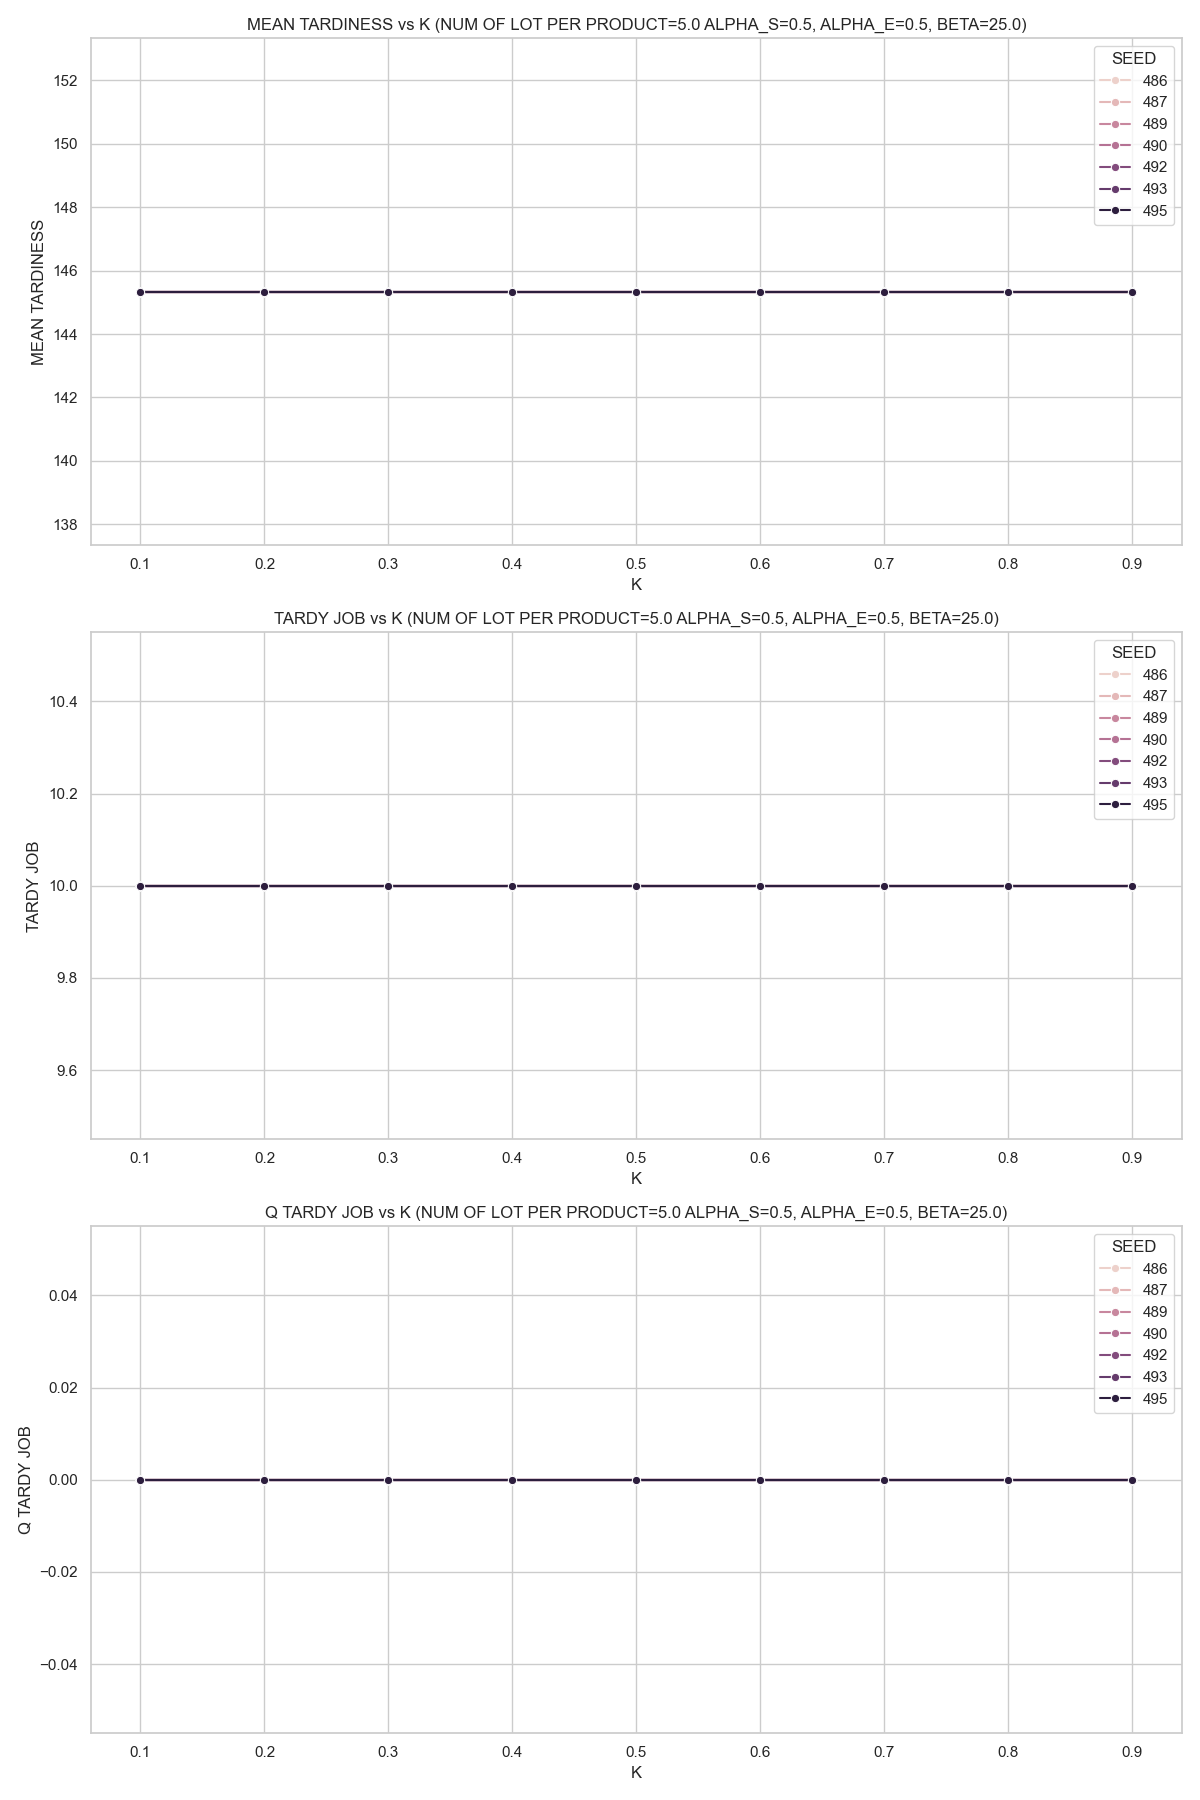 MEAN TARDINESS vs K (NUM OF LOT PER PRODUCT=5.0 ALPHA_S=0.5, ALPHA_E=0.5, BETA=25.0)
SEED
486
487
489
490
492
493
495
152
150
148
146
144
142
140
138
MEAN TARDINESS
0.1 0.2 0.3 0.4 0.5 0.6 0.7 0.8 0.9
K
TARDY JOB vs K (NUM OF LOT PER PRODUCT=5.0 ALPHA_S=0.5, ALPHA_E=0.5, BETA=25.0)
SEED
486
487
489
490
492
493
495
10.4
10.2
10.0
9.8
9.6
TARDY JOB
0.1 0.2 0.3 0.4 0.5 0.6 0.7 0.8 0.9
K
Q TARDY JOB vs K (NUM OF LOT PER PRODUCT=5.0 ALPHA_S=0.5, ALPHA_E=0.5, BETA=25.0)
SEED
486
487
489
490
492
493
495
0.04
0.02
0.00
−0.02
−0.04
Q TARDY JOB
0.1 0.2 0.3 0.4 0.5 0.6 0.7 0.8 0.9
K